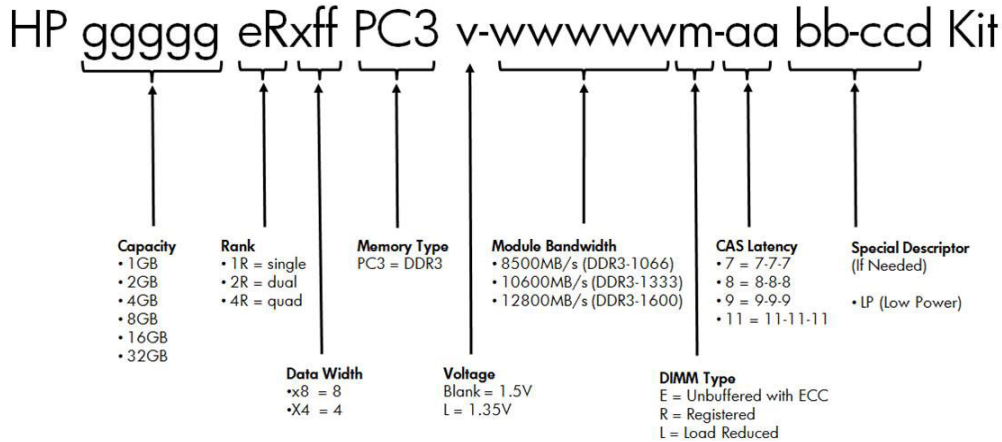 HP ggggg eRxff PC3 v-wwwwwm-aa bb-ccd Kit
Capacity
• 1GB
• 2GB
• 4GB
• 8GB
• 16GB
• 32GB
Rank
• 1R = single
• 2R = dual
• 4R = quad
Memory Type
PC3 = DDR3
Module Bandwidth
• 8500MB/s (DDR3-1066)
• 10600MB/s (DDR3-1333)
• 12800MB/s (DDR3-1600)
CAS Latency
• 7 = 7-7-7
• 8 = 8-8-8
• 9 = 9-9-9
• 11 = 11-11-11
Special Descriptor
(If Needed)
• LP (Low Power)
Data Width
•x8 = 8
•X4 = 4
Voltage
Blank = 1.5V
L = 1.35V
DIMM Type
E = Unbuffered with ECC
R = Registered
L = Load Reduced